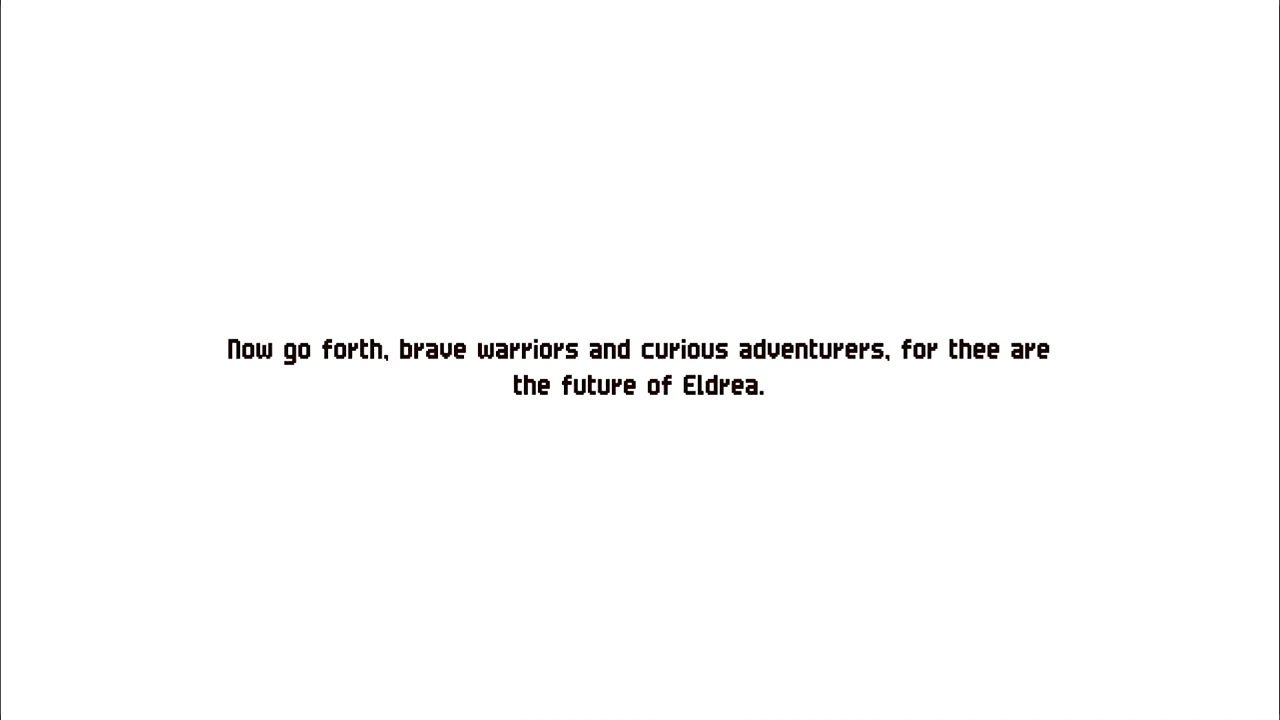 Now go forth, brave warriors and curious adventurers, for thee are
the future of Eldrea.